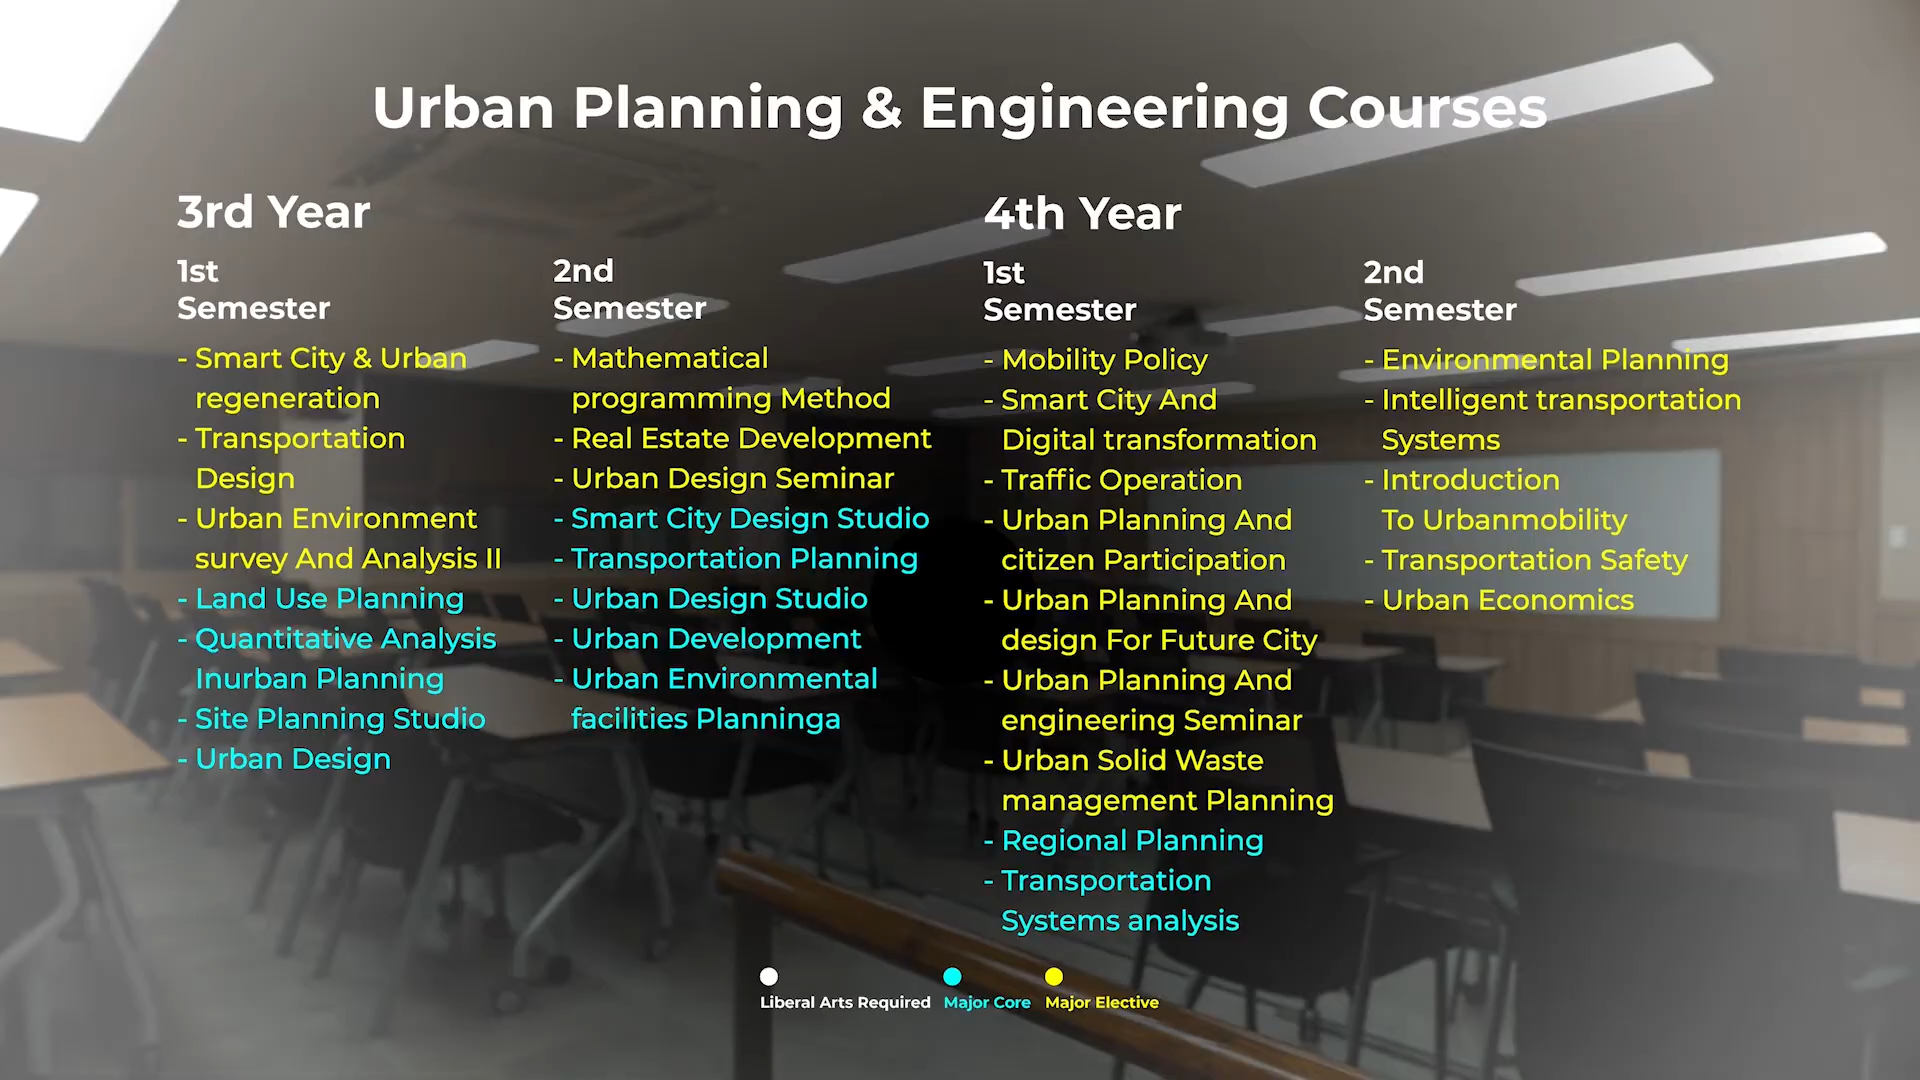 Urban Planning & Engineering Courses
3rd Year
1st
Semester
- Smart City & Urban
regeneration
- Transportation
Design
- Urban Environment
survey And Analysis II
- Land Use Planning
- Quantitative Analysis
Inurban Planning
- Site Planning Studio
- Urban Design
2nd
Semester
- Mathematical
programming Method
- Real Estate Development
- Urban Design Seminar
- Smart City Design Studio
- Transportation Planning
- Urban Design Studio
- Urban Development
- Urban Environmental
facilities Planninga
4th Year
1st
Semester
- Mobility Policy
- Smart City And
Digital transformation
- Traffic Operation
- Urban Planning And
citizen Participation
- Urban Planning And
design For Future City
- Urban Planning And
engineering Seminar
- Urban Solid Waste
management Planning
- Regional Planning
- Transportation
Systems analysis
2nd
Semester
- Environmental Planning
- Intelligent transportation
Systems
- Introduction
To Urbanmobility
- Transportation Safety
- Urban Economics
Liberal Arts Required
Major Core
Major Elective